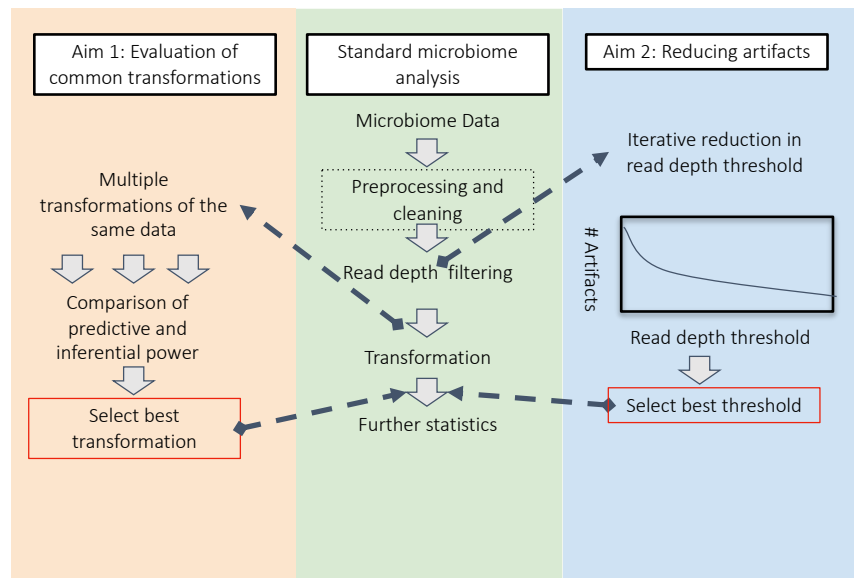 Aim 1: Evaluation of
common transformations
Multiple
transformations of the
same data
Comparison of
predictive and
inferential power
Select best
transformation
Standard microbiome
analysis
Microbiome Data
Preprocessing and
cleaning
Read depth filtering
Transformation
Further statistics
Aim 2: Reducing artifacts
Iterative reduction in
read depth threshold
# Artifacts
Read depth threshold
Select best threshold